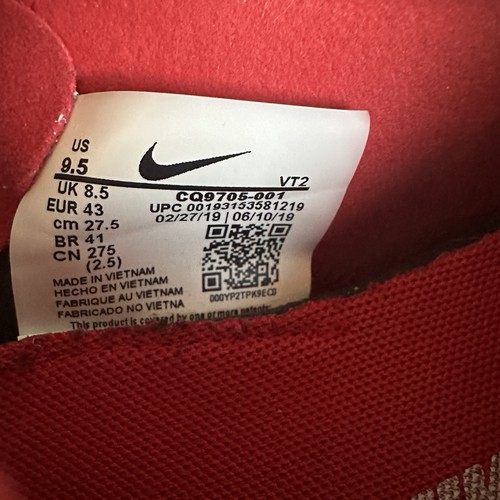 US
9.5
VT2
UK 8.5
EUR 43
cm 27.5
BR 41
CN 275
(2.5)
CQ9705-001
UPC 00193153581219
02/27/19 | 06/10/19
000YP2TPK9EC0
MADE IN VIETNAM
HECHO EN VIETNAM
FABRIQUE AU VIETNAM
FABRICADO NO VIETNA
This product is covered by one or more patents: